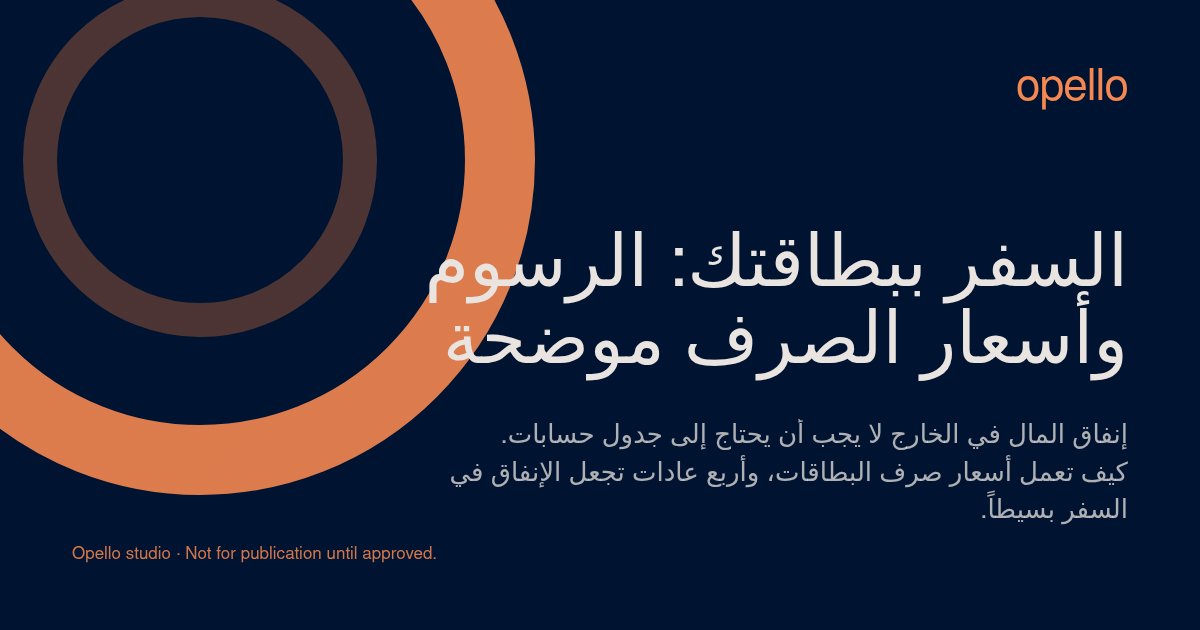 opello
السفر ببطاقتك: الرسوم
وأسعار الصرف موضحة
إنفاق المال في الخارج لا يجب أن يحتاج إلى جدول حسابات.
كيف تعمل أسعار صرف البطاقات، وأربع عادات تجعل الإنفاق في
السفر بسيطاً.
Opello studio · Not for publication until approved.